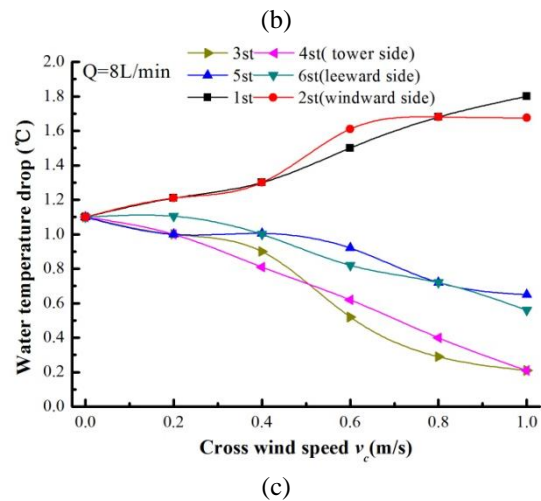 (b)
Q=8L/min
3st 4st( tower side)
5st 6st(leeward side)
1st 2st(windward side)
Water temperature drop (℃)
2.0
1.8
1.6
1.4
1.2
1.0
0.8
0.6
0.4
0.2
0.0
0.0 0.2 0.4 0.6 0.8 1.0
Cross wind speed vc(m/s)
(c)